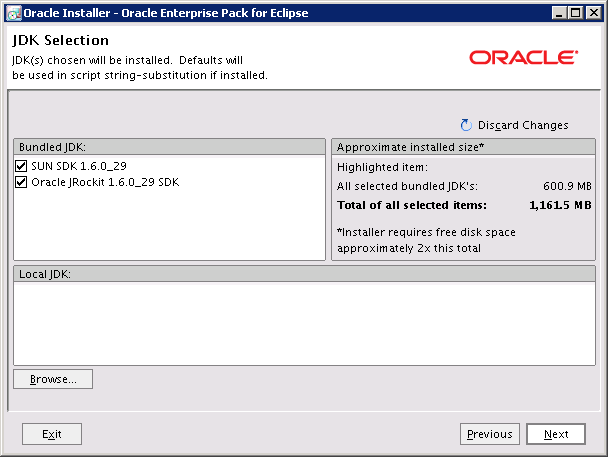 Oracle Installer - Oracle Enterprise Pack for Eclipse
JDK Selection
JDK(s) chosen will be installed. Defaults will
be used in script string-substitution if installed.
ORACLE
Discard Changes
Bundled JDK:
SUN SDK 1.6.0_29
Oracle JRockit 1.6.0_29 SDK
Approximate installed size*
Highlighted item:
All selected bundled JDK's: 600.9 MB
Total of all selected items: 1,161.5 MB
*Installer requires free disk space
approximately 2x this total
Local JDK:
Browse...
Exit
Previous
Next